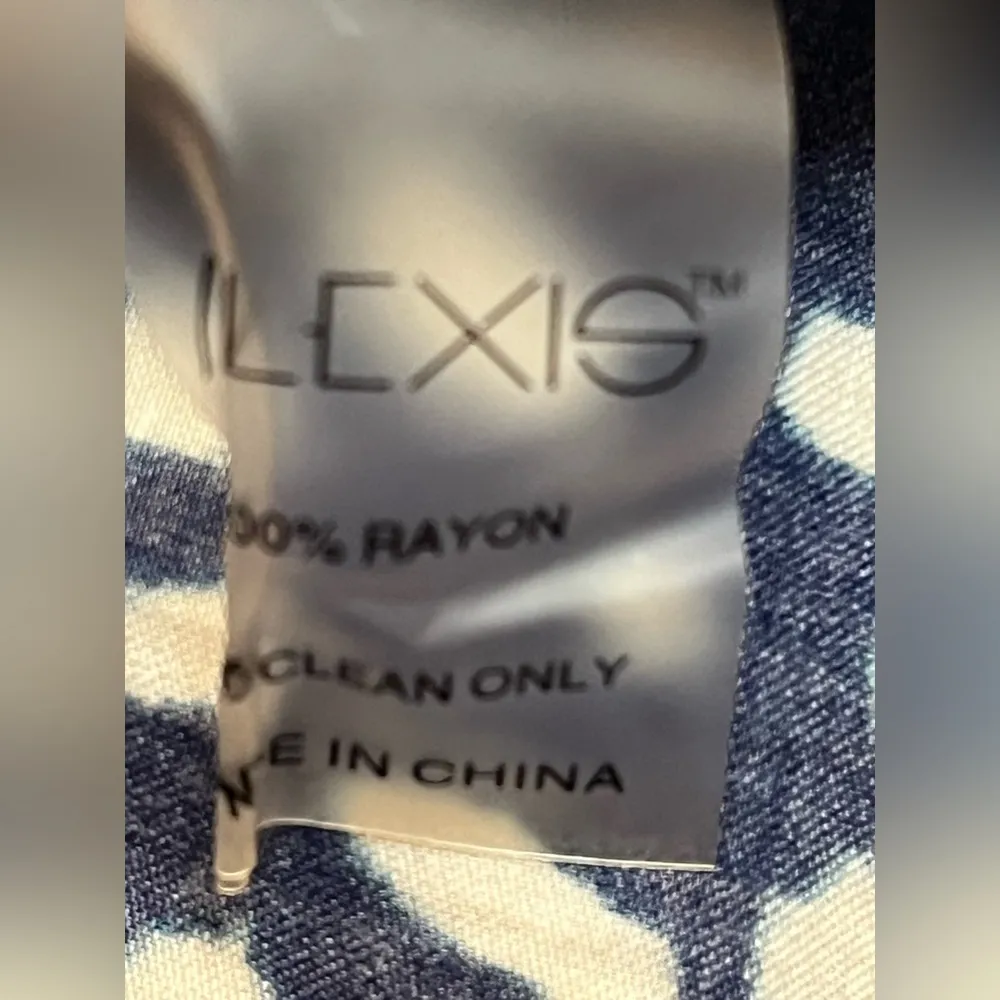 LEXIS™
00% RAYON
CLEAN ONLY
E IN CHINA